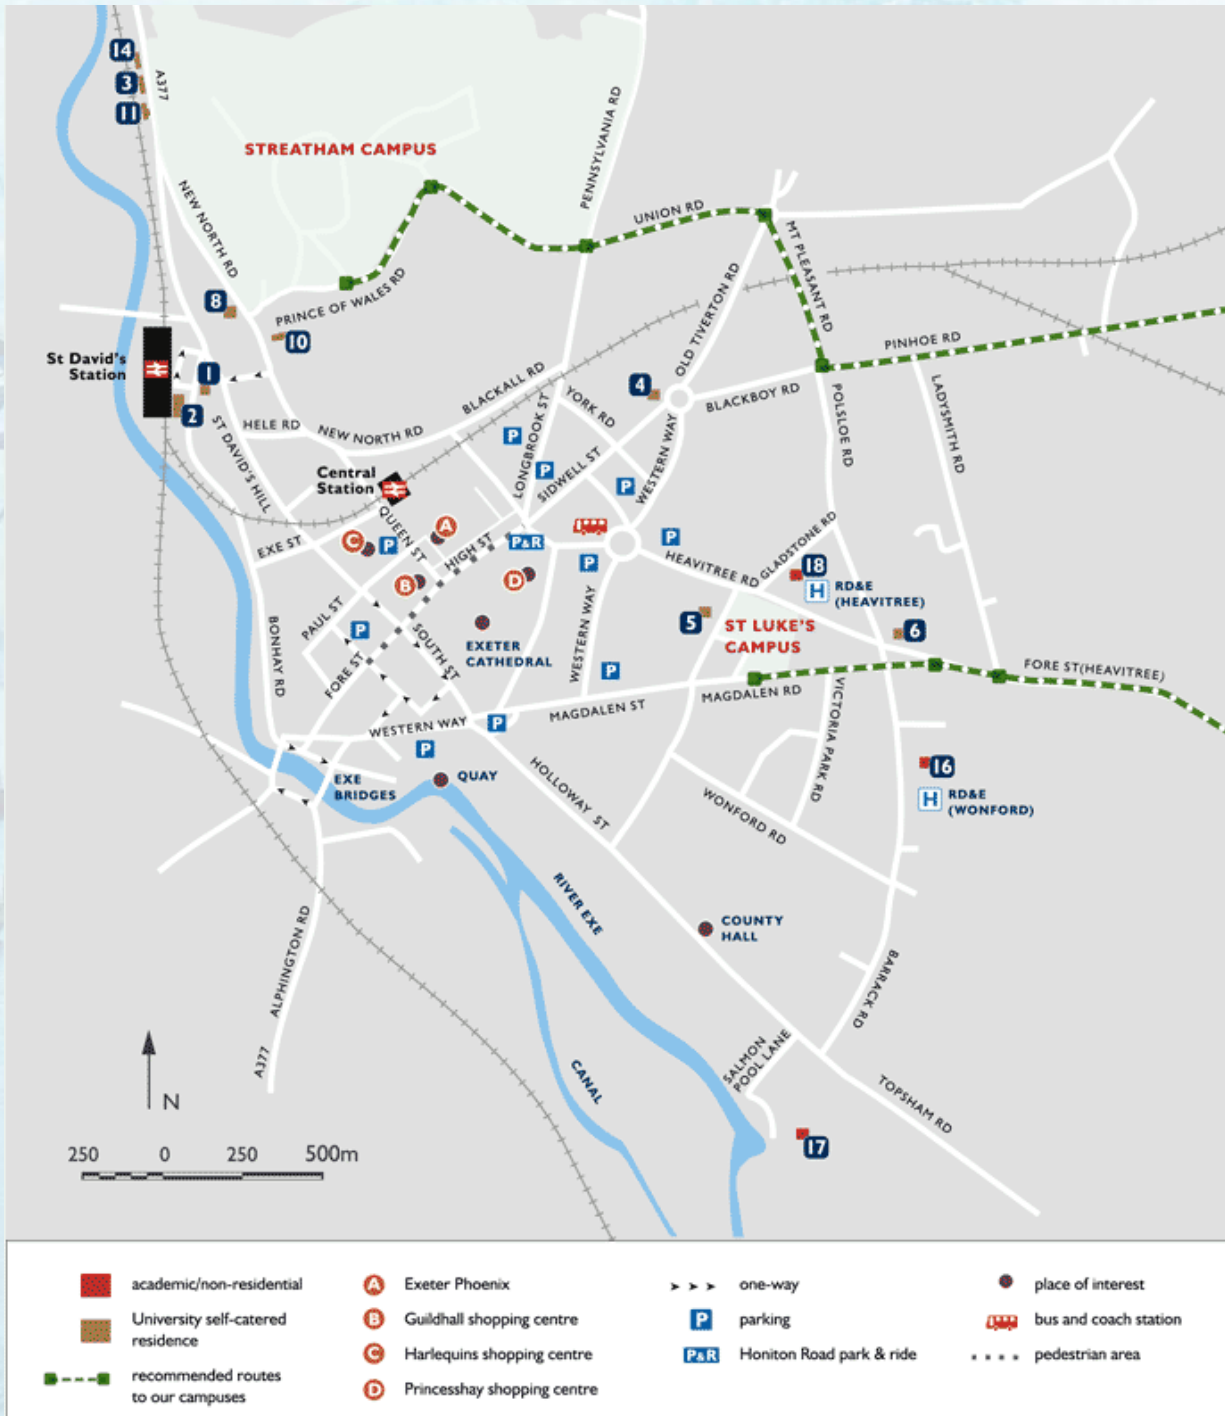 14
3
11
A377
STREATHAM CAMPUS
PENNSYLVANIA RD
NEW NORTH RD
UNION RD
MT PLEASANT RD
8
PRINCE OF WALES RD
10
OLD TIVERTON RD
PINHOE RD
St David's
Station
1
2
4
BLACKALL RD
YORK RD
BLACKBOY RD
POLSLOE RD
LADYSMITH RD
HELE RD
NEW NORTH RD
ST DAVID'S HILL
LONGBROOK ST
P
P
P
SIDWELL ST
WESTERN WAY
Central
Station
QUEEN ST
A
C
P
HIGH ST
P&R
P
P
EXE ST
HEAVITREE RD
GLADSTONE RD
18
H
RD&E
(HEAVITREE)
B
D
PAUL ST
P
5
ST LUKE'S
CAMPUS
6
EXETER
CATHEDRAL
SOUTH ST
FORE ST
BONHAY RD
WESTERN WAY
P
MAGDALEN RD
MAGDALEN ST
VICTORIA PARK RD
FORE ST(HEAVITREE)
WESTERN WAY
P
P
EXE
BRIDGES
QUAY
HOLLOWAY ST
WONFORD RD
16
H
RD&E
(WONFORD)
RIVER EXE
COUNTY
HALL
ALPHINGTON RD
BARRACK RD
A377
CANAL
SALMON
POOL LANE
TOPSHAM RD
17
N
250 0 250 500m
academic/non-residential
University self-catered
residence
recommended routes
to our campuses
A Exeter Phoenix
B Guildhall shopping centre
C Harlequins shopping centre
D Princesshay shopping centre
one-way
P parking
P&R Honiton Road park & ride
place of interest
bus and coach station
pedestrian area